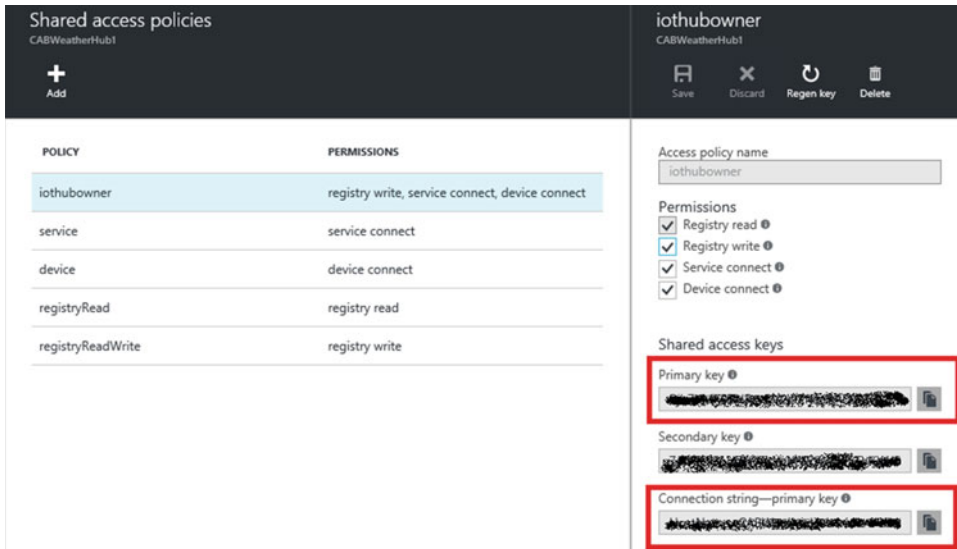 Shared access policies
CABWeatherHub1
Add
POLICY PERMISSIONS
iothubowner registry write, service connect, device connect
service service connect
device device connect
registryRead registry read
registryReadWrite registry write
iothubowner
CABWeatherHub1
Save Discard Regen key Delete
Access policy name
iothubowner
Permissions
Registry read
Registry write
Service connect
Device connect
Shared access keys
Primary key
Secondary key
Connection string—primary key